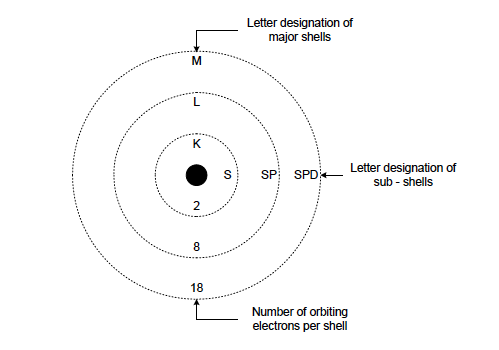 Letter designation of
major shells
M
L
K
S SP SPD
Letter designation of
sub - shells
2
8
18
Number of orbiting
electrons per shell